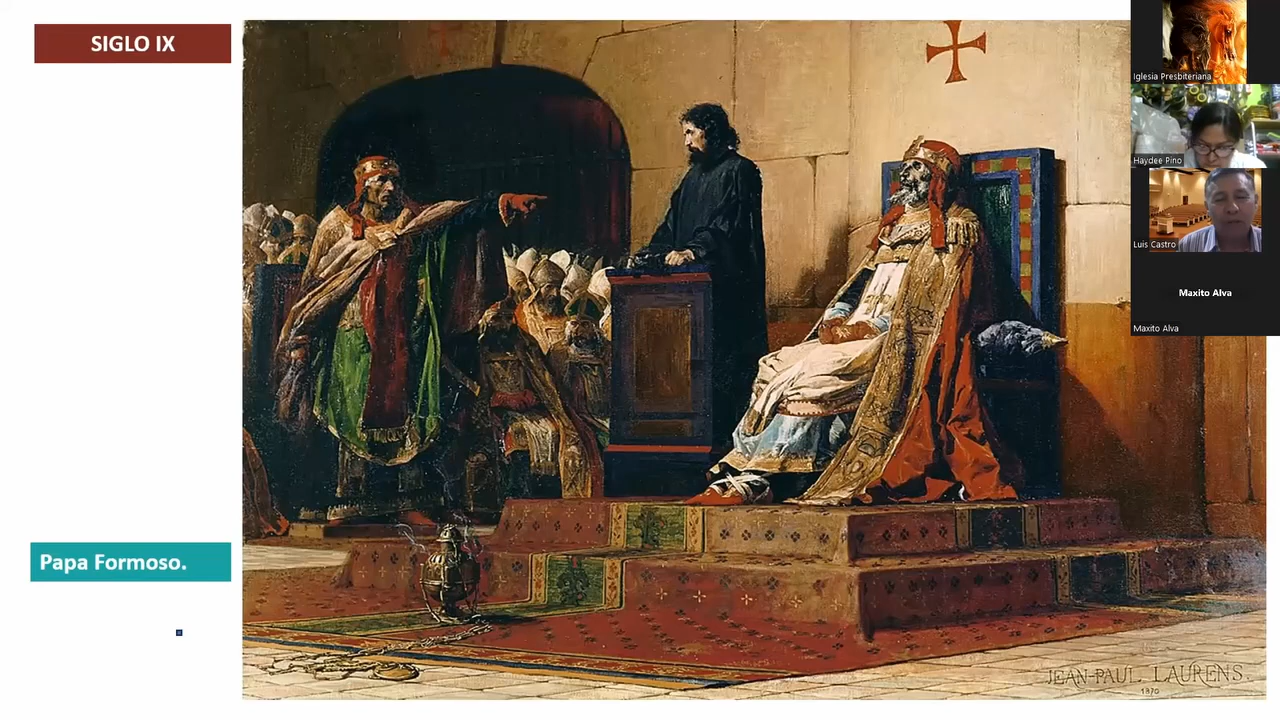 SIGLO IX
Papa Formoso.
JEAN-PAUL LAURENS.
1870
Iglesia Presbiteriana
Haydee Pino
Luis Castro
Maxito Alva
Maxito Alva